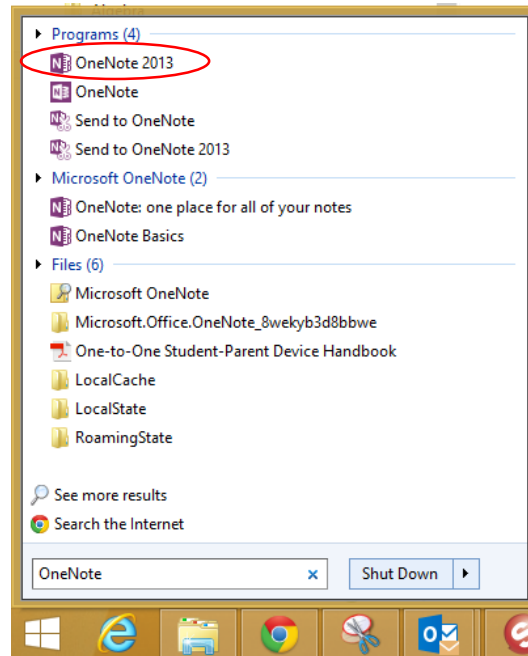 Algebra
Programs (4)
OneNote 2013
OneNote
Send to OneNote
Send to OneNote 2013
Microsoft OneNote (2)
OneNote: one place for all of your notes
OneNote Basics
Files (6)
Microsoft OneNote
Microsoft.Office.OneNote_8wekyb3d8bbwe
One-to-One Student-Parent Device Handbook
LocalCache
LocalState
RoamingState
See more results
Search the Internet
OneNote
Shut Down